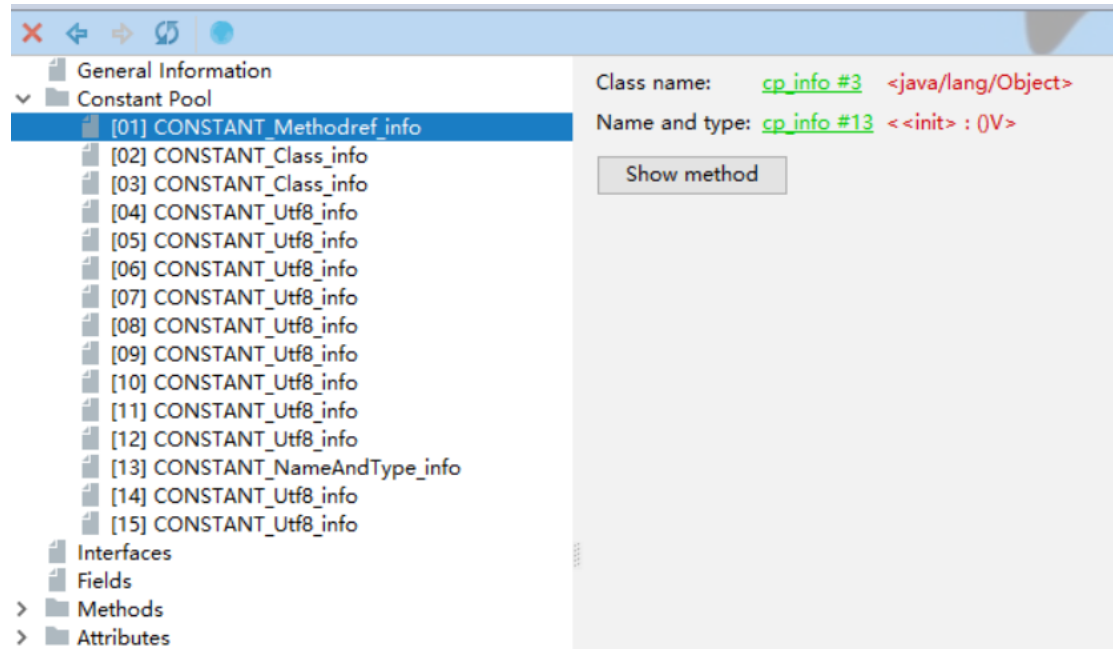 General Information
Constant Pool
[01] CONSTANT_Methodref_info
[02] CONSTANT_Class_info
[03] CONSTANT_Class_info
[04] CONSTANT_Utf8_info
[05] CONSTANT_Utf8_info
[06] CONSTANT_Utf8_info
[07] CONSTANT_Utf8_info
[08] CONSTANT_Utf8_info
[09] CONSTANT_Utf8_info
[10] CONSTANT_Utf8_info
[11] CONSTANT_Utf8_info
[12] CONSTANT_Utf8_info
[13] CONSTANT_NameAndType_info
[14] CONSTANT_Utf8_info
[15] CONSTANT_Utf8_info
Interfaces
Fields
Methods
Attributes
Class name: cp_info #3 <java/lang/Object>
Name and type: cp_info #13 <<init> : ()V>
Show method